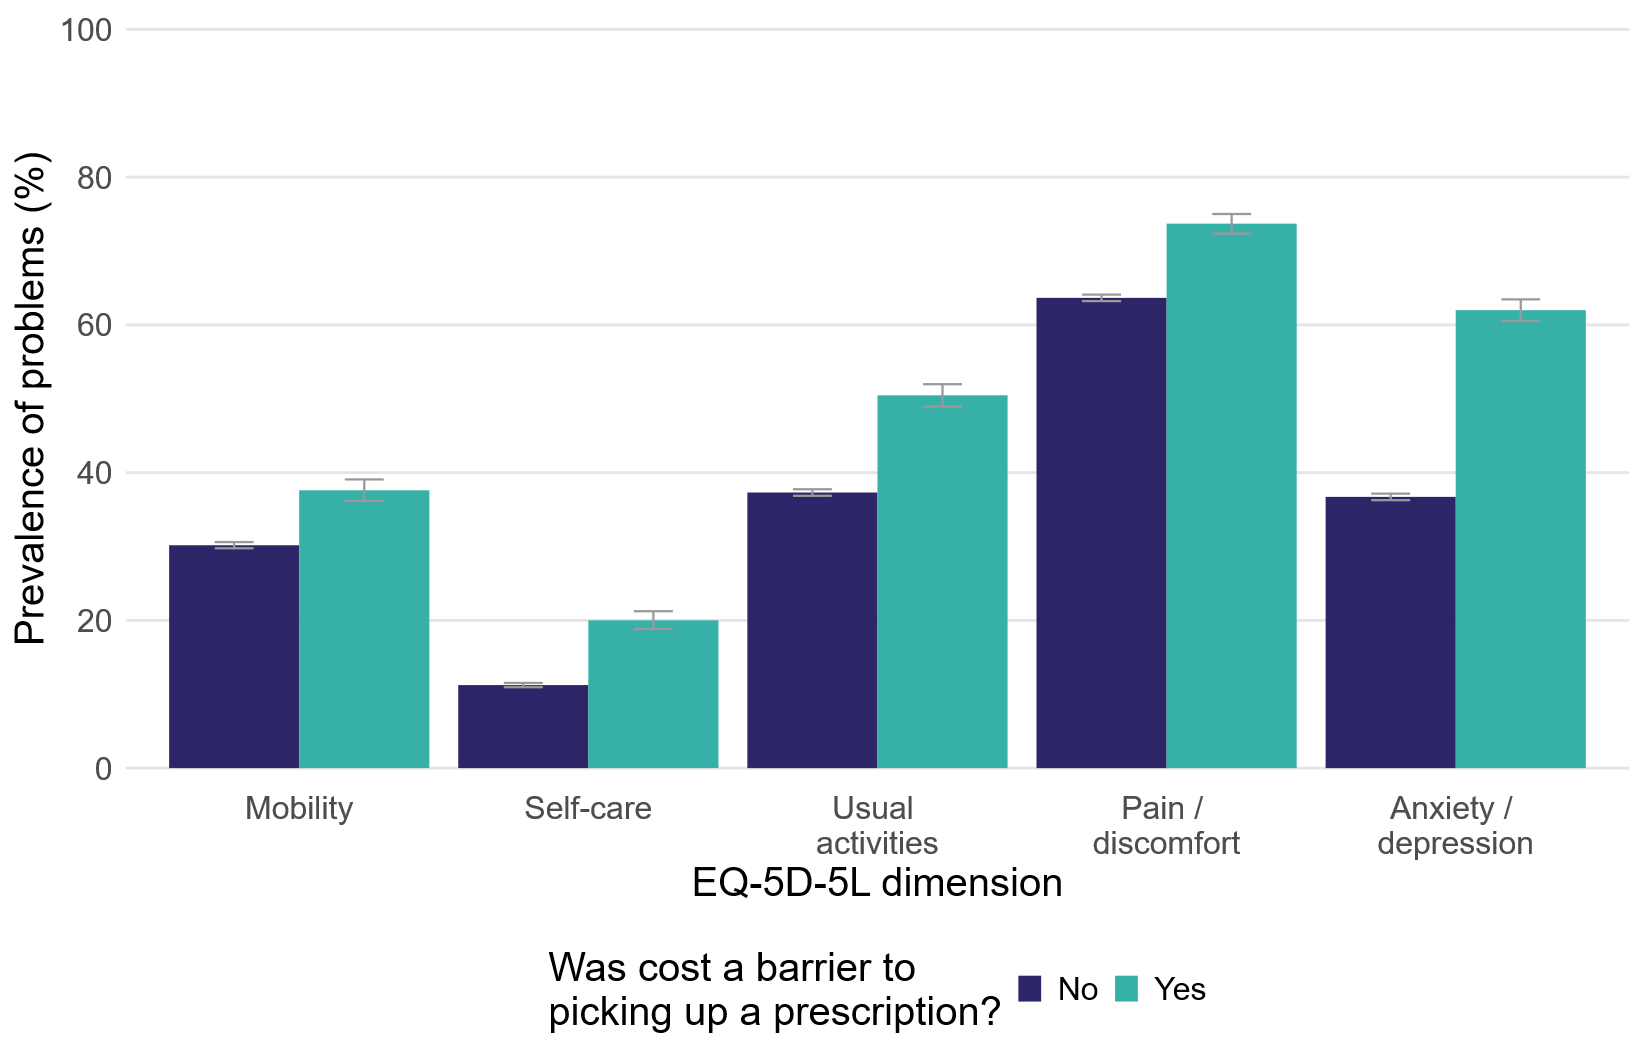 100
80
60
40
20
0
Prevalence of problems (%)
Mobility
Self-care
Usual
activities
Pain /
discomfort
Anxiety /
depression
EQ-5D-5L dimension
Was cost a barrier to
picking up a prescription?
No
Yes